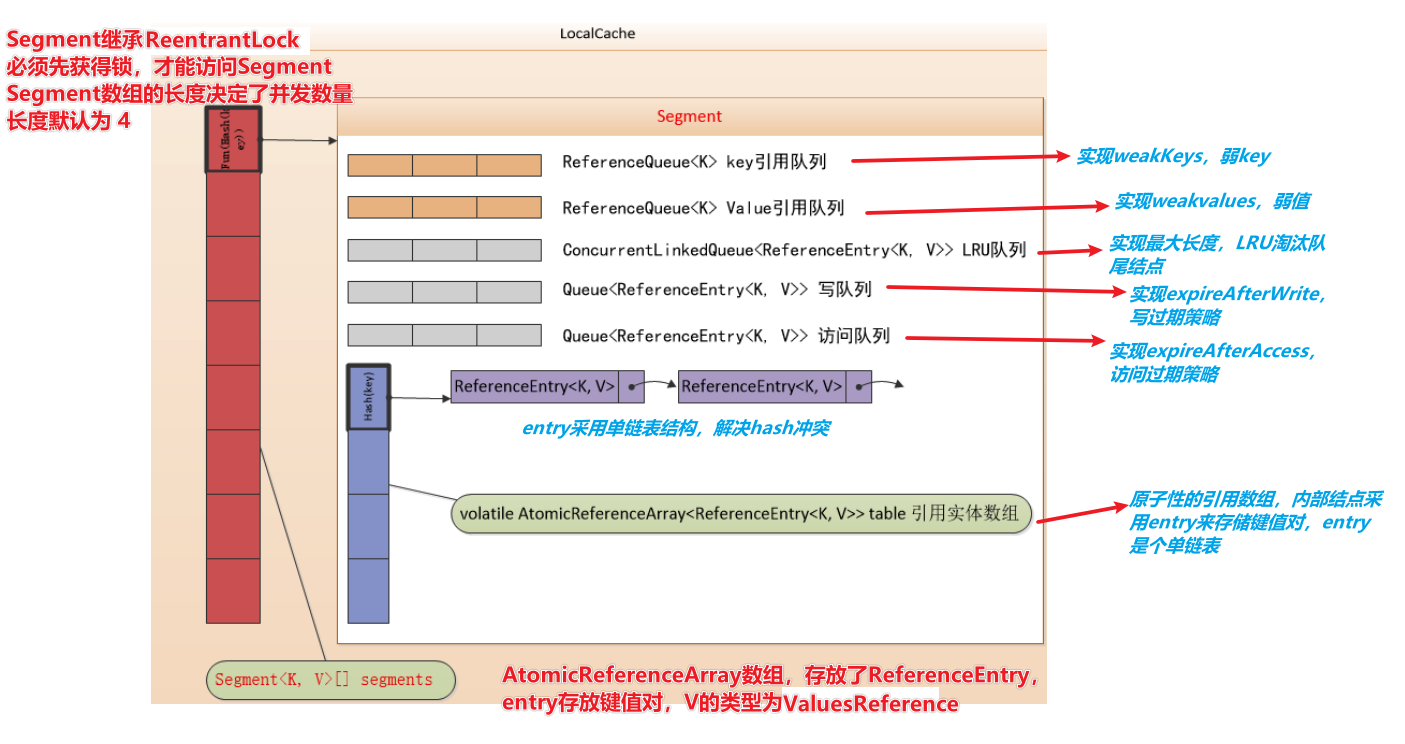 LocalCache
Segment继承ReentrantLock
必须先获得锁，才能访问Segment
Segment数组的长度决定了并发数量
长度默认为 4
Segment
ReferenceQueue<K> key引用队列
实现weakKeys，弱key
ReferenceQueue<K> Value引用队列
实现weakvalues，弱值
ConcurrentLinkedQueue<ReferenceEntry<K, V>> LRU队列
实现最大长度，LRU淘汰队
尾结点
Queue<ReferenceEntry<K, V>> 写队列
实现expireAfterWrite，
写过期策略
Queue<ReferenceEntry<K, V>> 访问队列
实现expireAfterAccess，
访问过期策略
Hash(key)
ReferenceEntry<K, V>
ReferenceEntry<K, V>
entry采用单链表结构，解决hash冲突
volatile AtomicReferenceArray<ReferenceEntry<K, V>> table 引用实体数组
原子性的引用数组，内部结点采
用entry来存储键值对，entry
是个单链表
Segment<K, V>[] segments
AtomicReferenceArray数组，存放了ReferenceEntry，
entry存放键值对，V的类型为ValuesReference